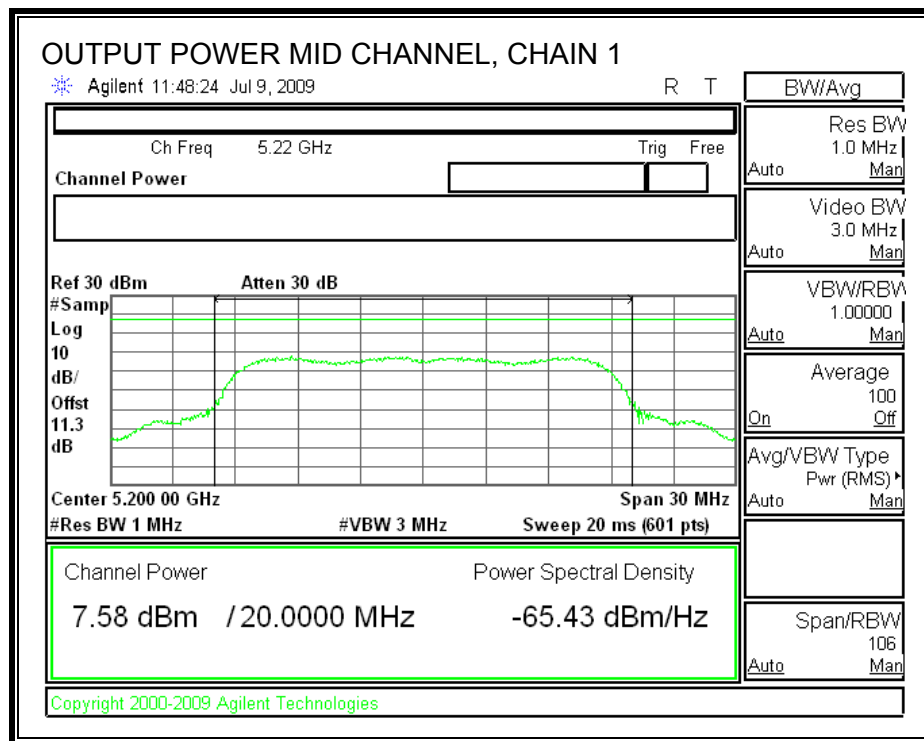 OUTPUT POWER MID CHANNEL, CHAIN 1
Agilent 11:48:24 Jul 9, 2009
R T
BW/Avg
Ch Freq 5.22 GHz
Trig Free
Channel Power
Res BW
1.0 MHz
Auto Man
Video BW
3.0 MHz
Auto Man
VBW/RBW
1.00000
Auto Man
Average
100
On Off
Avg/VBW Type
Pwr (RMS)
Auto Man
Span/RBW
106
Auto Man
Ref 30 dBm
Atten 30 dB
#Samp
Log
10
dB/
Offst
11.3
dB
Center 5.200 00 GHz
Span 30 MHz
#Res BW 1 MHz
#VBW 3 MHz
Sweep 20 ms (601 pts)
Channel Power
Power Spectral Density
7.58 dBm / 20.0000 MHz
-65.43 dBm/Hz
Copyright 2000-2009 Agilent Technologies